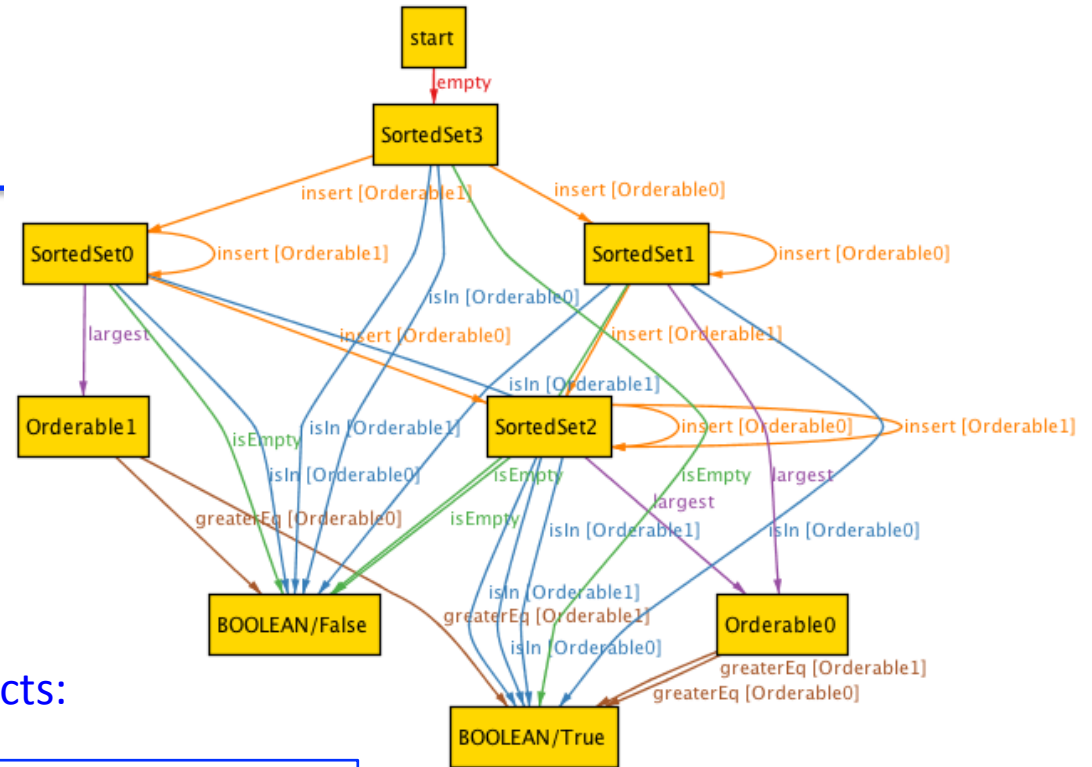 start
empty
SortedSet3
insert [Orderable1]
insert [Orderable0]
SortedSet0
insert [Orderable1]
SortedSet1
insert [Orderable0]
isIn [Orderable0]
largest
insert [Orderable0]
insert [Orderable1]
isIn [Orderable1]
Orderable1
isIn [Orderable1]
SortedSet2
insert [Orderable0]
insert [Orderable1]
isEmpty
isIn [Orderable0]
isEmpty
isEmpty
largest
largest
greaterEq [Orderable0]
isEmpty
isIn [Orderable1]
isIn [Orderable0]
isIn [Orderable1]
greaterEq [Orderable1]
isIn [Orderable0]
BOOLEAN/False
Orderable0
greaterEq [Orderable1]
greaterEq [Orderable0]
cts:
BOOLEAN/True